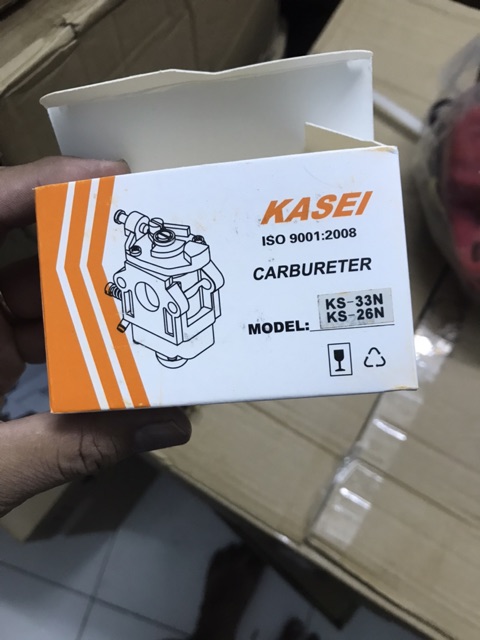 KASEI
ISO 9001:2008
CARBURETER
MODEL: KS-33N
KS-26N